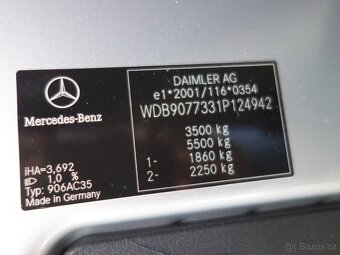 DAIMLER AG
e1*2001/116*0354
WDB9077331P124942
Mercedes-Benz
3500 kg
5500 kg
1- 1860 kg
2- 2250 kg
iHA=3,692
1,0 %
Typ: 906AC35
Made in Germany
© Sbazar.cz